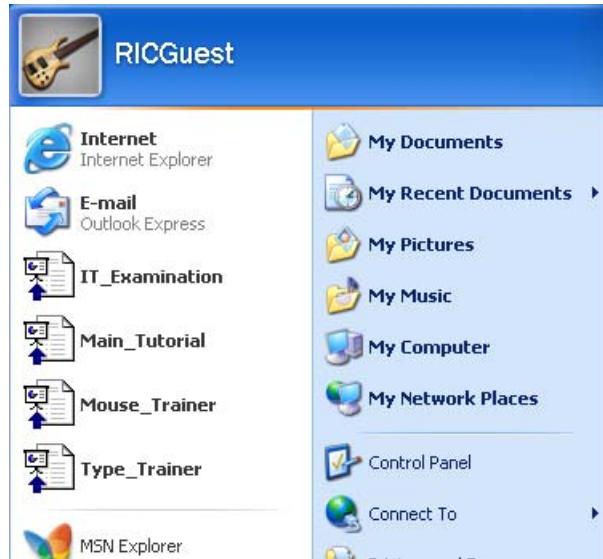 RICGuest
Internet
Internet Explorer
E-mail
Outlook Express
IT_Examination
Main_Tutorial
Mouse_Trainer
Type_Trainer
MSN Explorer
My Documents
My Recent Documents
My Pictures
My Music
My Computer
My Network Places
Control Panel
Connect To